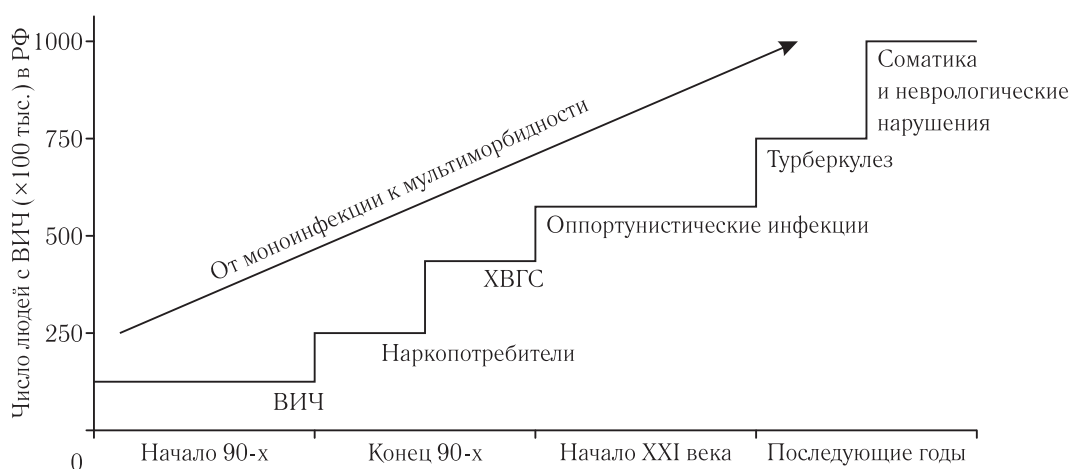 Число людей с ВИЧ (×100 тыс.) в РФ
1000
750
500
250
0
От моноинфекции к мультиморбидности
Соматика
и неврологические
нарушения
Турберкулез
Оппортунистические инфекции
ХВГС
Наркопотребители
ВИЧ
Начало 90-х
Конец 90-х
Начало XXI века
Последующие годы